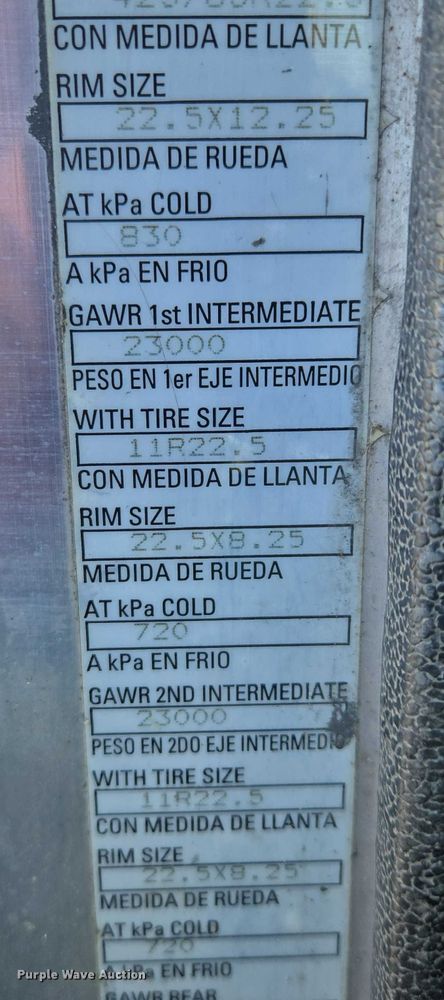 CON MEDIDA DE LLANTA
RIM SIZE
22.5X12.25
MEDIDA DE RUEDA
AT kPa COLD
830
A kPa EN FRIO
GAWR 1st INTERMEDIATE
23000
PESO EN 1er EJE INTERMEDIO
WITH TIRE SIZE
11R22.5
CON MEDIDA DE LLANTA
RIM SIZE
22.5X8.25
MEDIDA DE RUEDA
AT kPa COLD
720
A kPa EN FRIO
GAWR 2ND INTERMEDIATE
23000
PESO EN 2DO EJE INTERMEDIO
WITH TIRE SIZE
11R22.5
CON MEDIDA DE LLANTA
RIM SIZE
22.5X8.25
MEDIDA DE RUEDA
AT kPa COLD
720
kPa EN FRIO
GAWR REAR
Purple Wave Auction